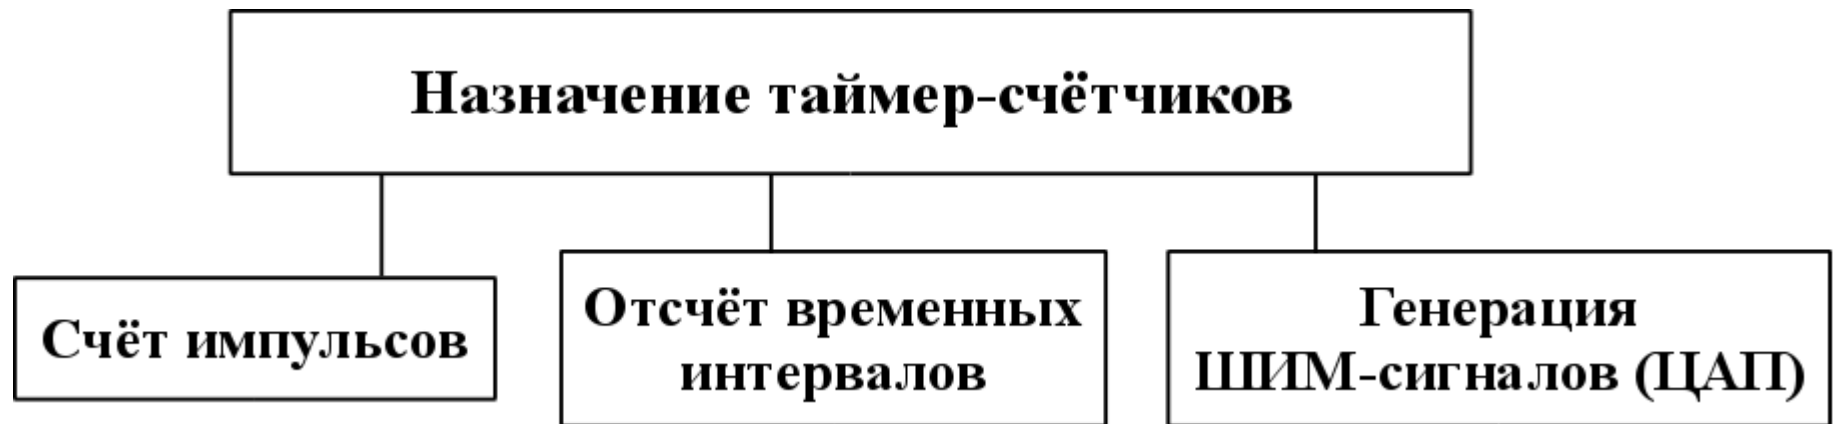 Назначение таймер-счётчиков
Счёт импульсов
Отсчёт временных
интервалов
Генерация
ШИМ-сигналов (ЦАП)